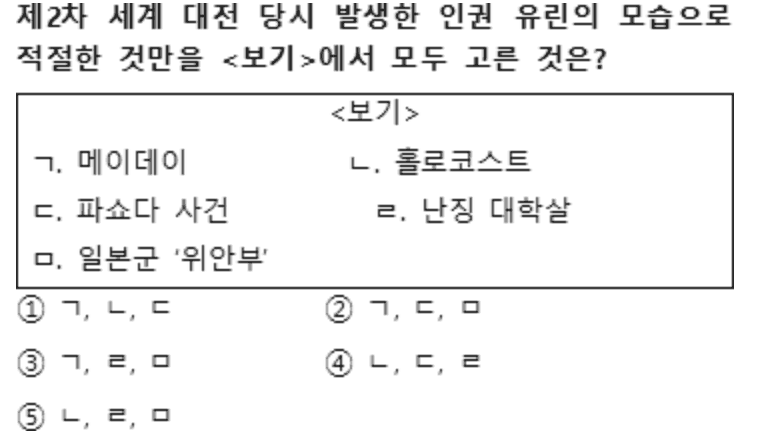 제2차 세계 대전 당시 발생한 인권 유린의 모습으로
적절한 것만을 <보기>에서 모두 고른 것은?
<보기>
ㄱ. 메이데이 ㄴ. 홀로코스트
ㄷ. 파쇼다 사건 ㄹ. 난징 대학살
ㅁ. 일본군 ‘위안부’
① ㄱ, ㄴ, ㄷ ② ㄱ, ㄷ, ㅁ
③ ㄱ, ㄹ, ㅁ ④ ㄴ, ㄷ, ㄹ
⑤ ㄴ, ㄹ, ㅁ